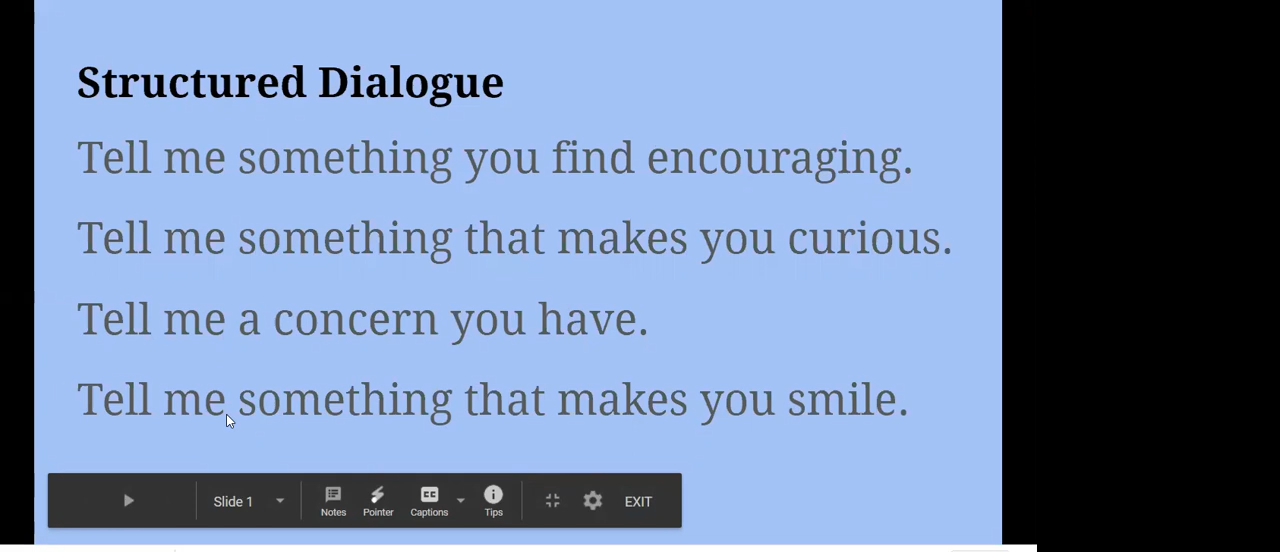 Structured Dialogue
Tell me something you find encouraging.
Tell me something that makes you curious.
Tell me a concern you have.
Tell me something that makes you smile.
Slide 1 Notes Pointer Captions Tips EXIT